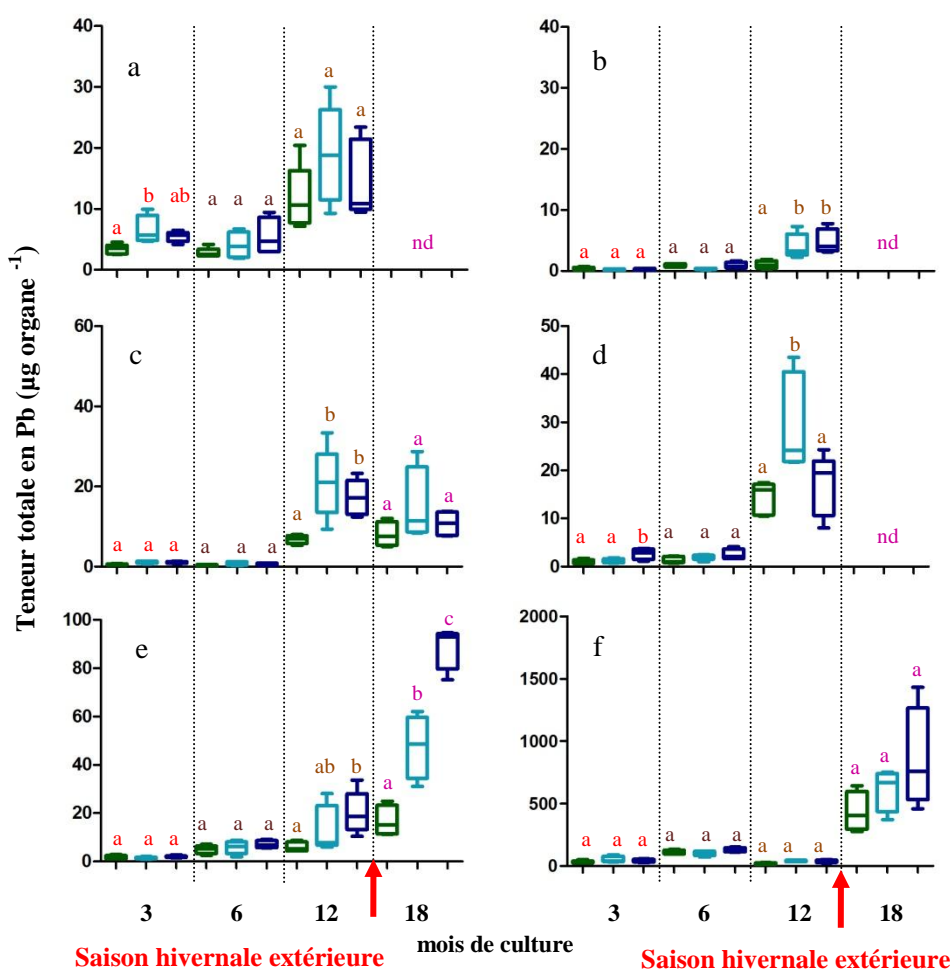 Teneur totale en Pb (µg organe ⁻¹)
40
30
20
10
0
a
a b ab
a a a
a a a
nd
40
30
20
10
0
b
a a a
a a a
a b b
nd
60
40
20
0
c
a a a
a a a
a b b
a a a
50
40
30
20
10
0
d
a a b
a a a
a b a
nd
100
80
60
40
20
0
e
a a a
a a a
a ab b
a b c
2000
1500
1000
500
0
f
a a a
a a a
a a a
a a a
3 6 12 18
3 6 12 18
mois de culture
Saison hivernale extérieure
Saison hivernale extérieure